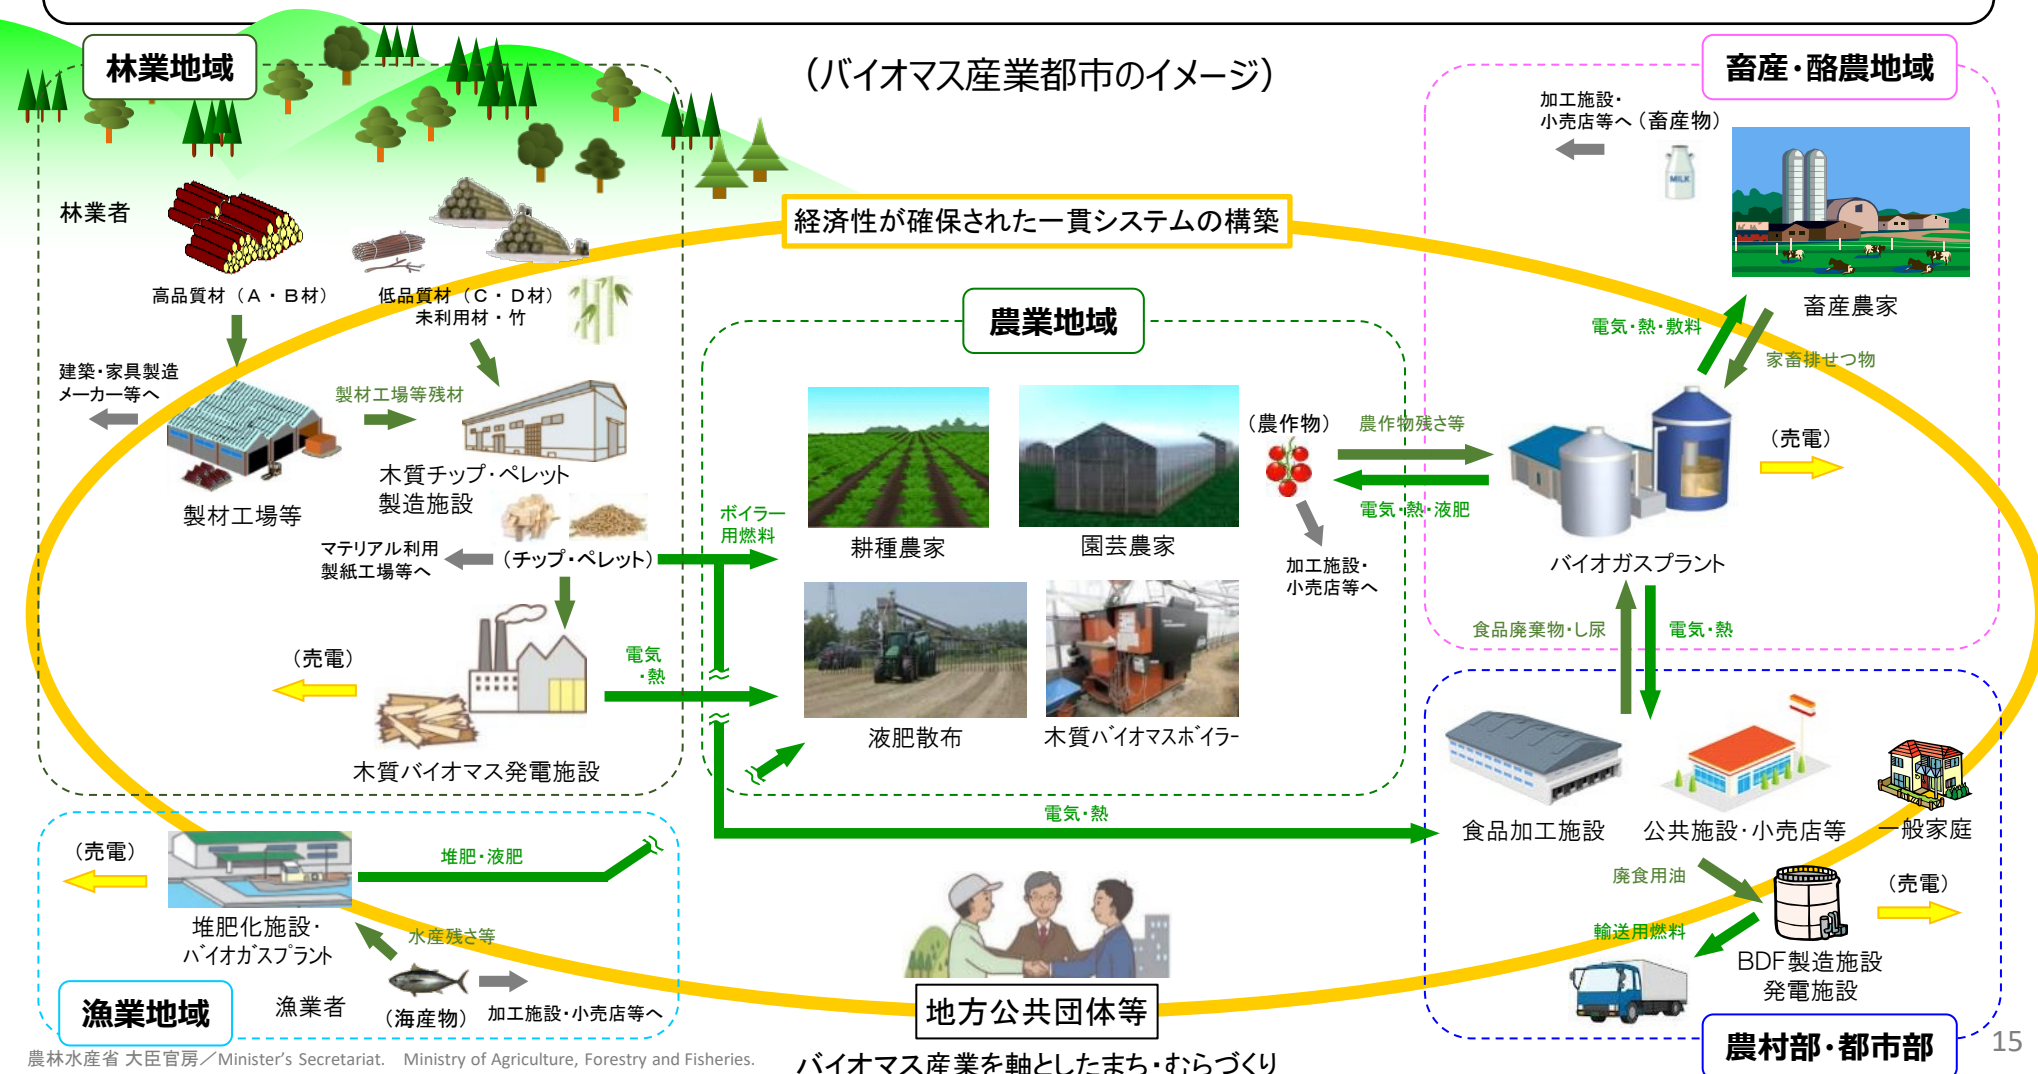 (バイオマス産業都市のイメージ)
林業地域
林業者
高品質材(A・B材)
低品質材(C・D材)
未利用材・竹
建築・家具製造
メーカー等へ
製材工場等
製材工場等残材
木質チップ・ペレット
製造施設
マテリアル利用
製紙工場等へ
(チップ・ペレット)
ボイラー
用燃料
(売電)
電気
・熱
木質バイオマス発電施設
経済性が確保された一貫システムの構築
農業地域
耕種農家
園芸農家
液肥散布
木質バイオマスボイラー
(農作物)
加工施設・
小売店等へ
農作物残さ等
電気・熱・液肥
畜産・酪農地域
加工施設・
小売店等へ(畜産物)
MILK
畜産農家
電気・熱・敷料
家畜排せつ物
(売電)
バイオガスプラント
食品廃棄物・し尿
電気・熱
電気・熱
食品加工施設
公共施設・小売店等
一般家庭
廃食用油
(売電)
輸送用燃料
BDF製造施設
発電施設
農村部・都市部
(売電)
堆肥・液肥
堆肥化施設・
バイオガスプラント
水産残さ等
漁業地域
漁業者
(海産物)
加工施設・小売店等へ
地方公共団体等
バイオマス産業を軸としたまち・むらづくり
農林水産省 大臣官房/Minister's Secretariat. Ministry of Agriculture, Forestry and Fisheries.
15